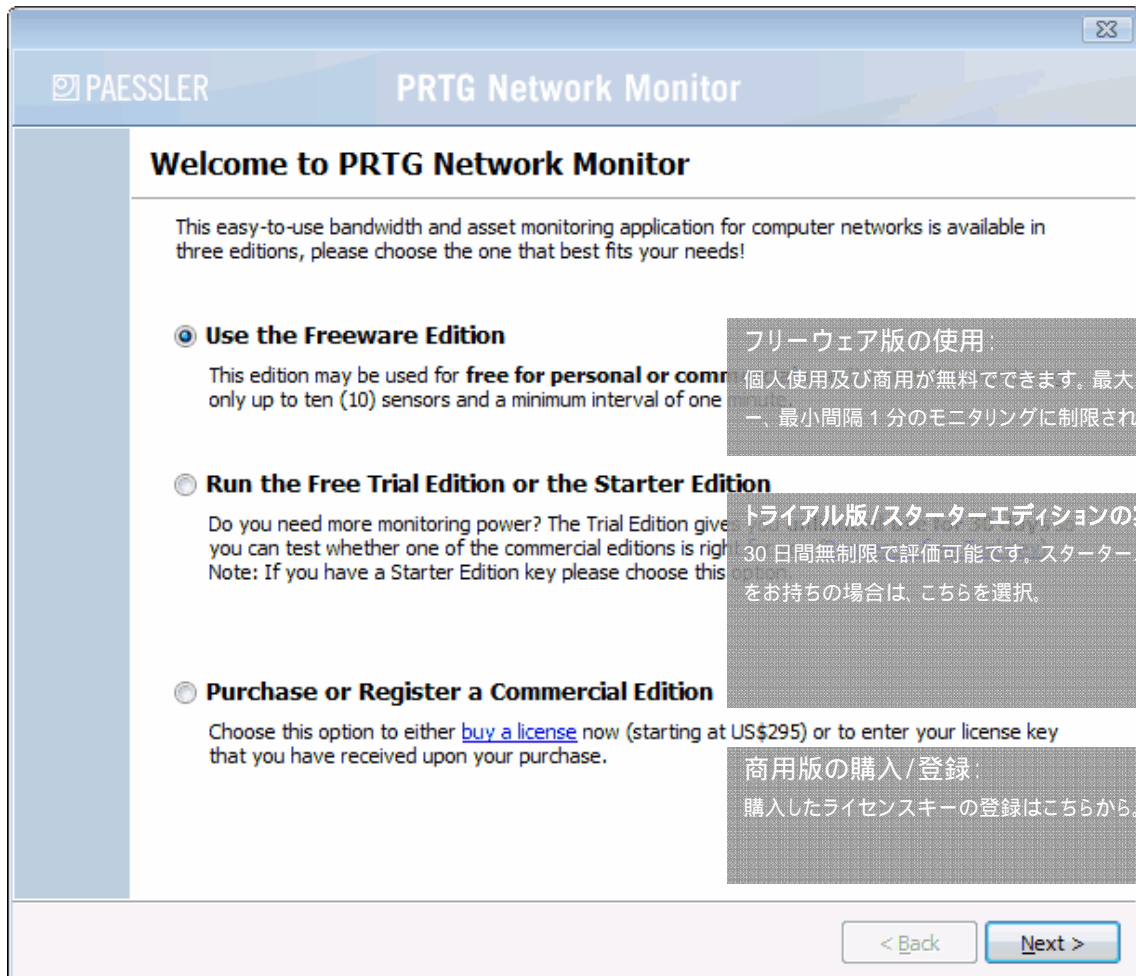 PAESSLER
PRTG Network Monitor
Welcome to PRTG Network Monitor
This easy-to-use bandwidth and asset monitoring application for computer networks is available in
three editions, please choose the one that best fits your needs!
Use the Freeware Edition
This edition may be used for free for personal or comm
only up to ten (10) sensors and a minimum interval of one minute.
フリーウェア版の使用:
個人使用及び商用が無料でできます。最大
ー、最小間隔 1 分のモニタリングに制限され
Run the Free Trial Edition or the Starter Edition
Do you need more monitoring power? The Trial Edition gives
you can test whether one of the commercial editions is right
Note: If you have a Starter Edition key please choose this option.
トライアル版/スターターエディションの
30 日間無制限で評価可能です。スターター
をお持ちの場合は、こちらを選択。
Purchase or Register a Commercial Edition
Choose this option to either buy a license now (starting at US$295) or to enter your license key
that you have received upon your purchase.
商用版の購入/登録:
購入したライセンスキーの登録はこちらから。
< Back
Next >